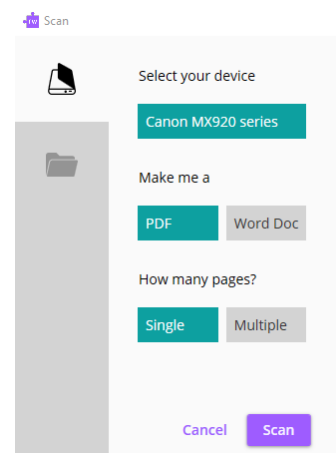 rw Scan
Select your device
Canon MX920 series
Make me a
PDF Word Doc
How many pages?
Single Multiple
Cancel Scan